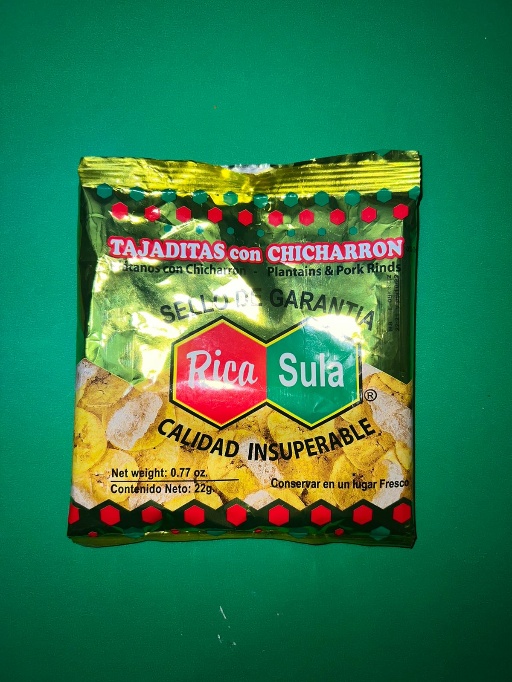 TAJADITAS con CHICHARRON
con Chicharron - Plantains & Pork Rinds
SELLO DE GARANTIA
Rica Sula ®
CALIDAD INSUPERABLE
Net weight: 0.77 oz.
Contenido Neto: 22g
Conservar en un lugar Fresco